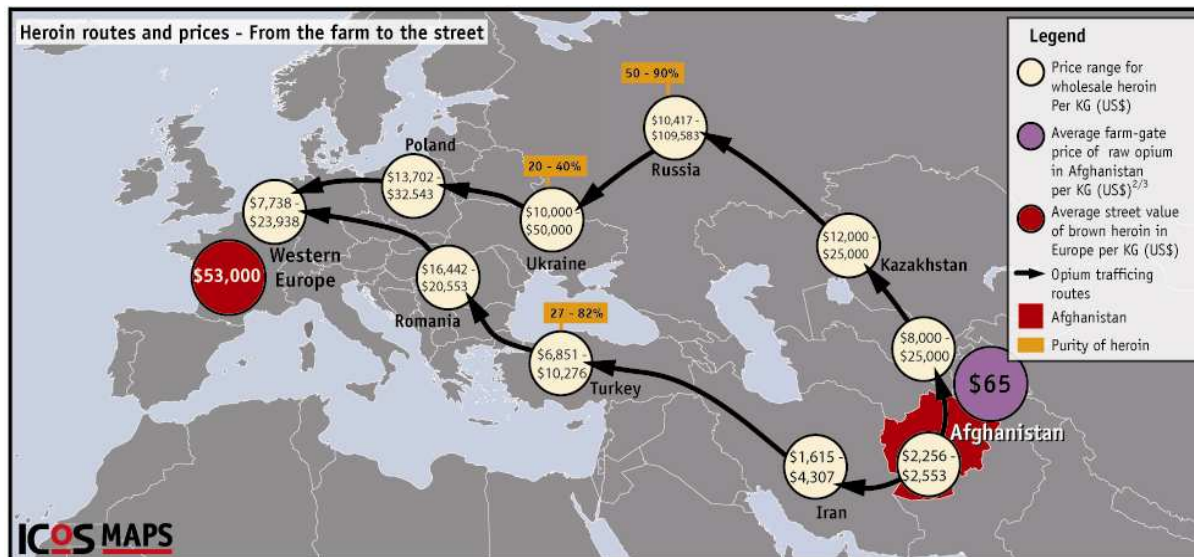 Heroin routes and prices - From the farm to the street
Legend
Price range for
wholesale heroin
Per KG (US$)
Average farm-gate
price of raw opium
in Afghanistan
per KG (US$)2/3
Average street value
of brown heroin in
Europe per KG (US$)
Opium trafficing
routes
Afghanistan
Purity of heroin
50 - 90%
$10,417 -
$109,583
Russia
Poland
$13,702 -
$32.543
20 - 40%
$10,000 -
$50,000
Ukraine
$7,738 -
$23,938
Western
Europe
$53,000
$16,442 -
$20,553
Romania
$12,000 -
$25,000
Kazakhstan
27 - 82%
$6,851 -
$10,276
Turkey
$8,000 -
$25,000
$65
Afghanistan
$2,256 -
$2,553
$1,615 -
$4,307
Iran
ICOS MAPS